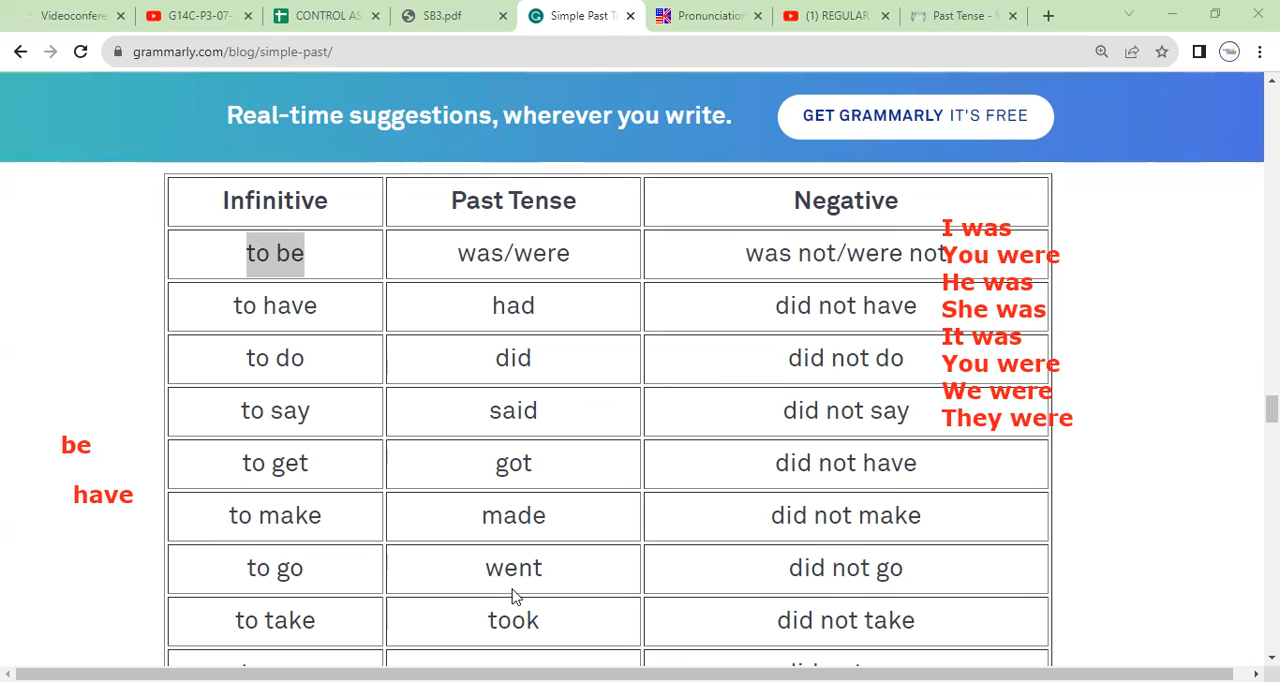 Videoconfere
G14C-P3-07-
CONTROL AS
SB3.pdf
Simple Past T
Pronunciation
(1) REGULAR
Past Tense - W
grammarly.com/blog/simple-past/
Real-time suggestions, wherever you write.
GET GRAMMARLY IT'S FREE
Infinitive Past Tense Negative
I was
to be was/were was not/were not
You were
He was
to have had did not have
She was
It was
to do did did not do
You were
We were
to say said did not say
They were
be
to get got did not have
have
to make made did not make
to go went did not go
to take took did not take